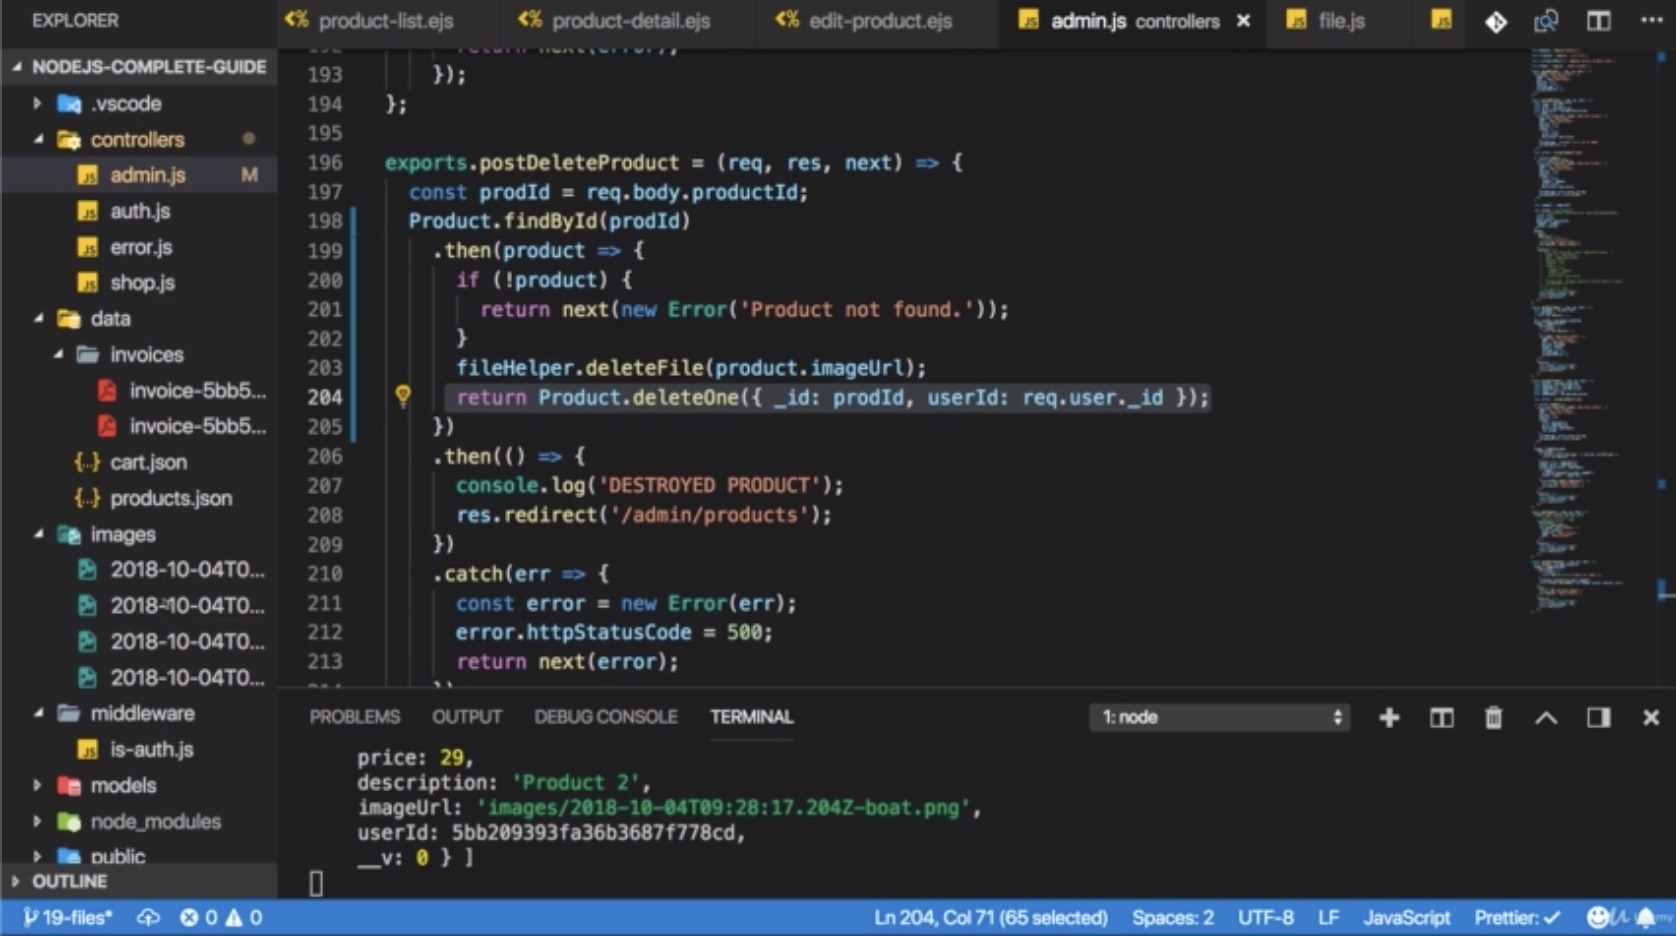 EXPLORER
product-list.ejs
product-detail.ejs
edit-product.ejs
admin.js controllers
file.js
NODEJS-COMPLETE-GUIDE
.vscode
controllers
admin.js M
auth.js
error.js
shop.js
data
invoices
invoice-5bb5...
invoice-5bb5...
cart.json
products.json
images
2018-10-04T0...
2018-10-04T0...
2018-10-04T0...
2018-10-04T0...
middleware
is-auth.js
models
node_modules
public
OUTLINE
192 return next(error);
193 });
194 };
195
196 exports.postDeleteProduct = (req, res, next) => {
197 const prodId = req.body.productId;
198 Product.findById(prodId)
199 .then(product => {
200 if (!product) {
201 return next(new Error('Product not found.'));
202 }
203 fileHelper.deleteFile(product.imageUrl);
204 return Product.deleteOne({ _id: prodId, userId: req.user._id });
205 })
206 .then(() => {
207 console.log('DESTROYED PRODUCT');
208 res.redirect('/admin/products');
209 })
210 .catch(err => {
211 const error = new Error(err);
212 error.httpStatusCode = 500;
213 return next(error);
PROBLEMS OUTPUT DEBUG CONSOLE TERMINAL
1: node
price: 29,
description: 'Product 2',
imageUrl: 'images/2018-10-04T09:28:17.204Z-boat.png',
userId: 5bb209393fa36b3687f778cd,
__v: 0 } ]
19-files* 0 0 Ln 204, Col 71 (65 selected) Spaces: 2 UTF-8 LF JavaScript Prettier: ✓